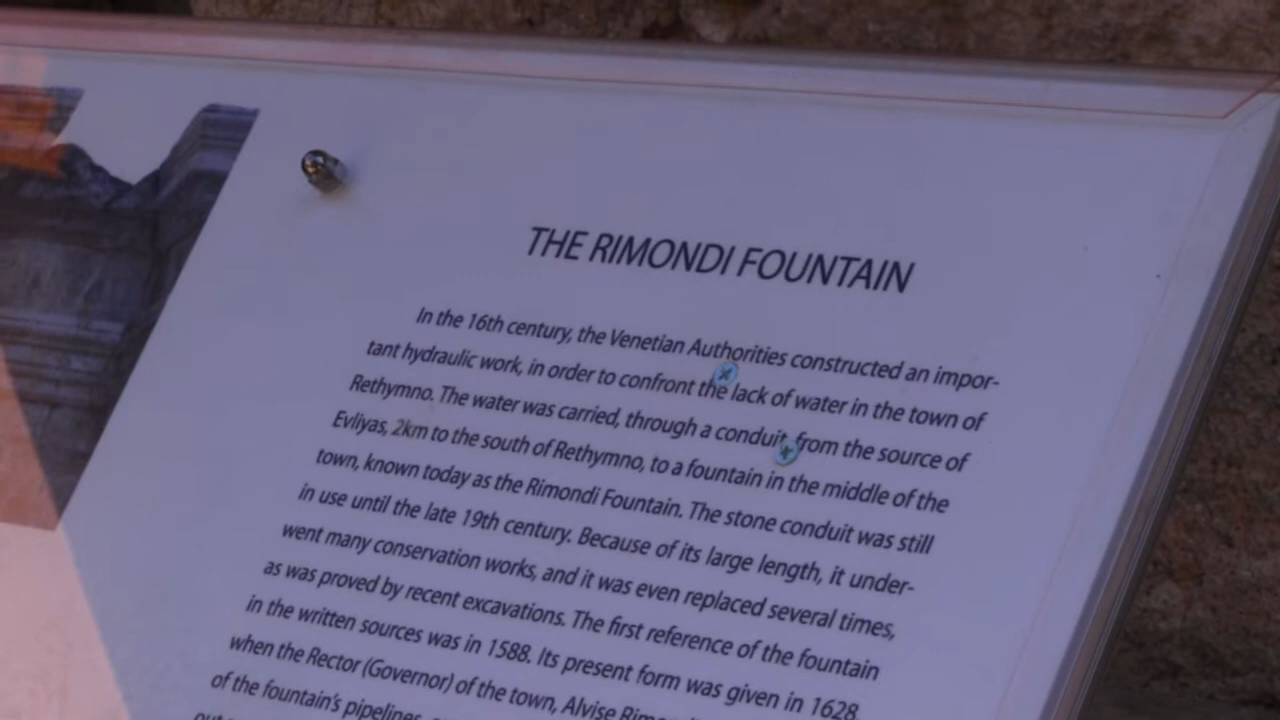 THE RIMONDI FOUNTAIN
In the 16th century, the Venetian Authorities constructed an impor-
tant hydraulic work, in order to confront the lack of water in the town of
Rethymno. The water was carried, through a conduit, from the source of
Evliyas, 2km to the south of Rethymno, to a fountain in the middle of the
town, known today as the Rimondi Fountain. The stone conduit was still
in use until the late 19th century. Because of its large length, it under-
went many conservation works, and it was even replaced several times,
as was proved by recent excavations. The first reference of the fountain
in the written sources was in 1588. Its present form was given in 1628
when the Rector (Governor) of the town, Alvise
of the fountain's pipelines,